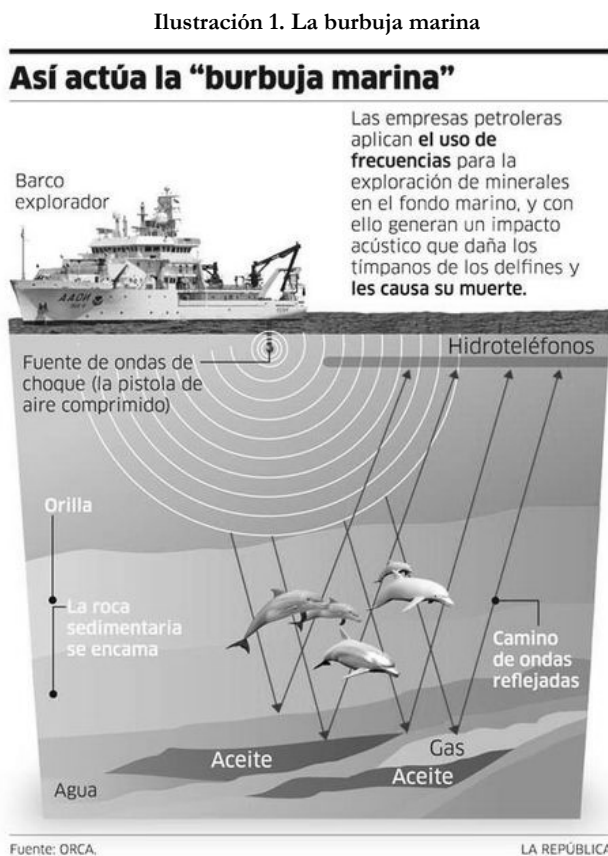 Ilustración 1. La burbuja marina
Así actúa la “burbuja marina”
Las empresas petroleras
aplican el uso de
frecuencias para la
exploración de minerales
en el fondo marino, y con
ello generan un impacto
acústico que daña los
tímpanos de los delfines y
les causa su muerte.
Barco
explorador
Fuente de ondas de
choque (la pistola de
aire comprimido)
Hidroteléfonos
Orilla
La roca
sedimentaria
se encama
Camino
de ondas
reflejadas
Aceite
Gas
Aceite
Agua
Fuente: ORCA.
LA REPÚBLICA